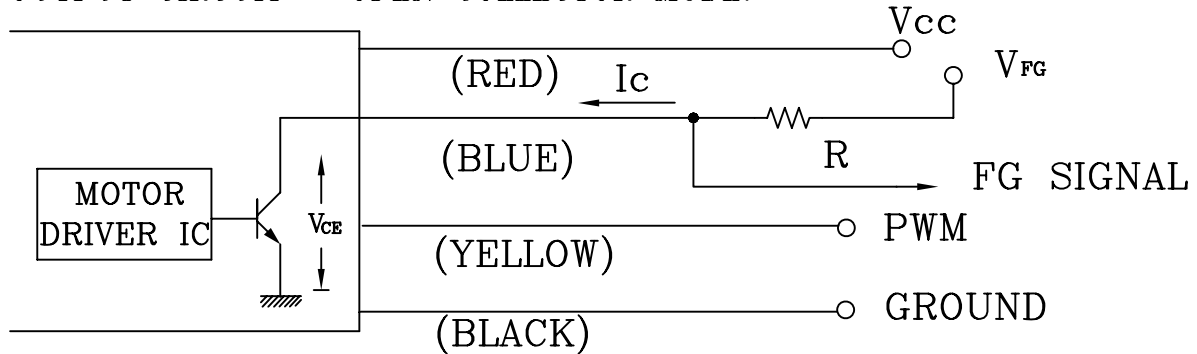 Vcc
VFG
(RED)
Ic
(BLUE)
R
FG SIGNAL
MOTOR
DRIVER IC
VCE
PWM
(YELLOW)
GROUND
(BLACK)